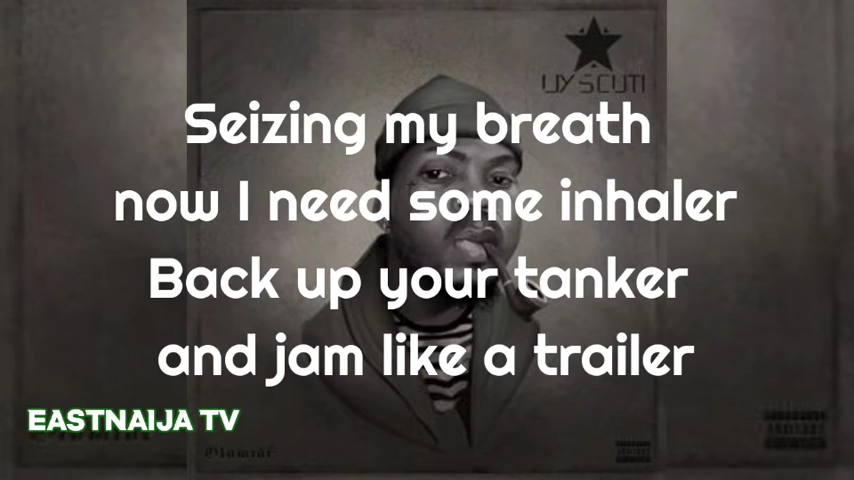 UY SCUTI
Seizing my breath
now I need some inhaler
Back up your tanker
and jam like a trailer
EASTNAIJA TV
Olamidé